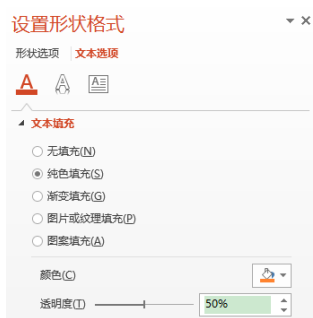 设置形状格式
形状选项 文本选项
文本填充
无填充(N)
纯色填充(S)
渐变填充(G)
图片或纹理填充(P)
图案填充(A)
颜色(C)
透明度(T) 50%